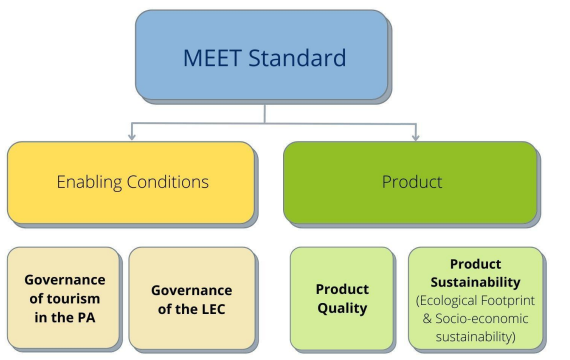 MEET Standard
Enabling Conditions
Product
Governance
of tourism
in the PA
Governance
of the LEC
Product
Quality
Product
Sustainability
(Ecological Footprint
& Socio-economic
sustainability)